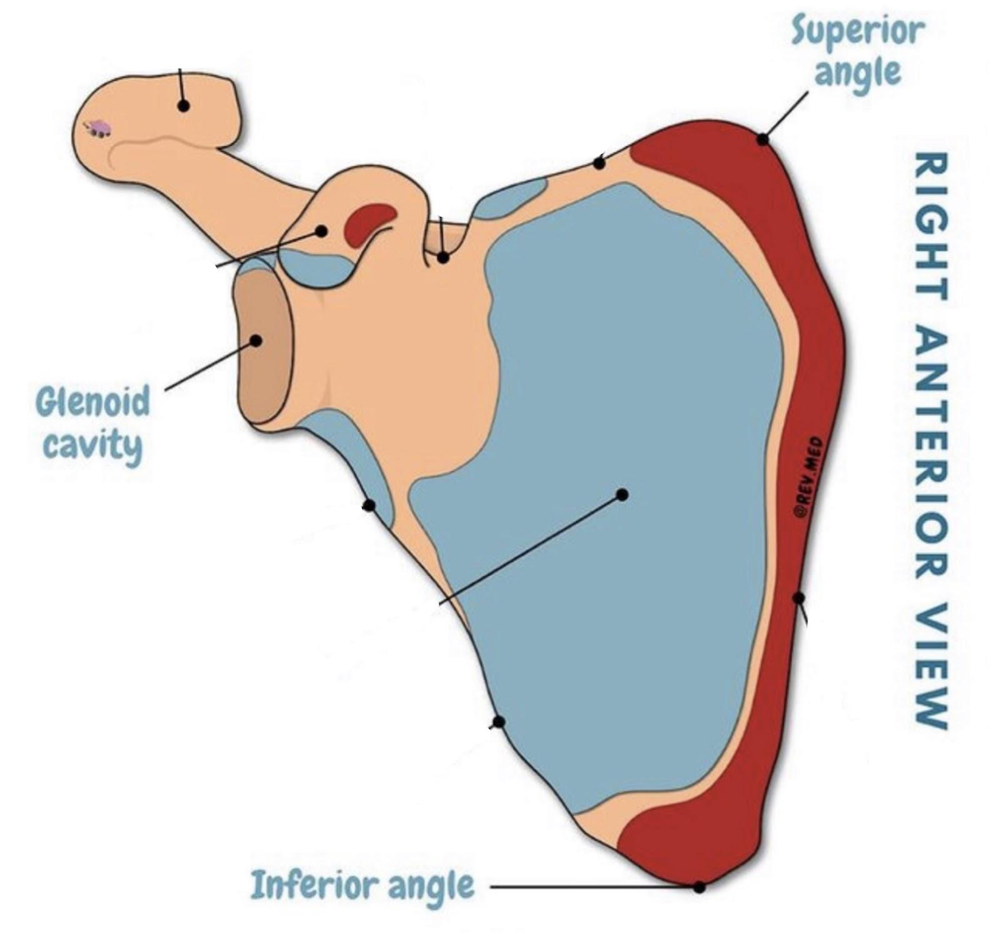 Superior
angle
RIGHT ANTERIOR VIEW
Glenoid
cavity
@REV.MED
Inferior angle